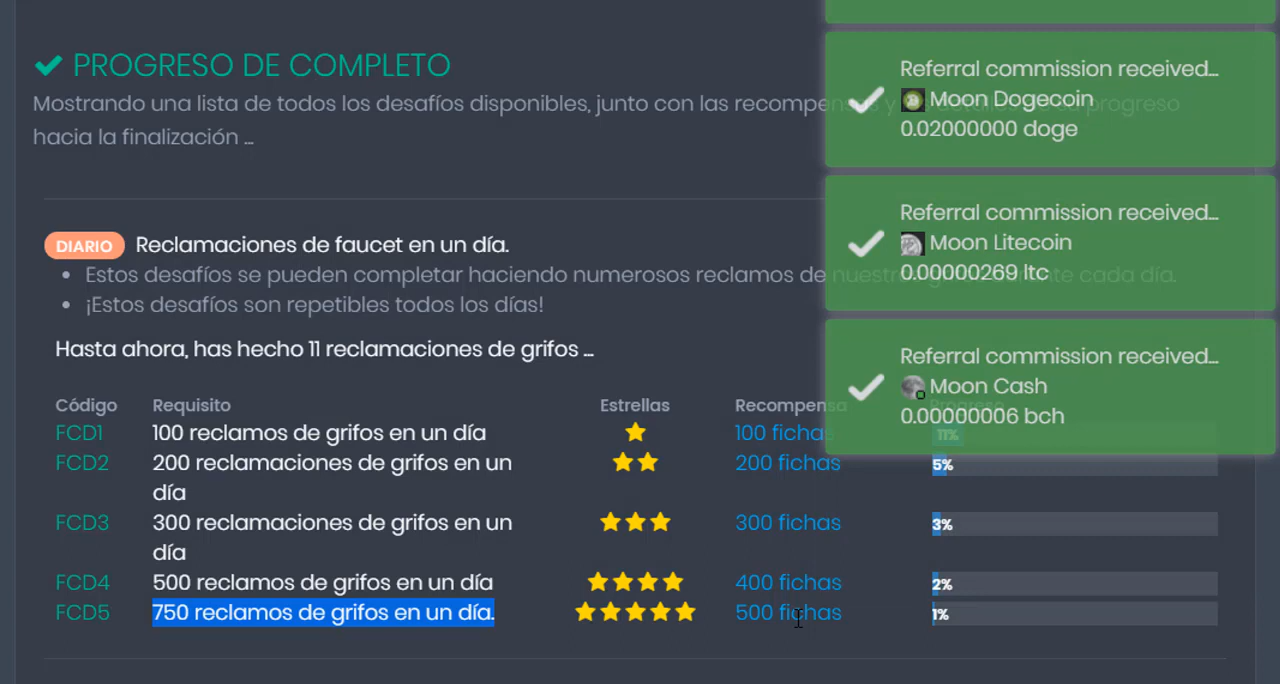 PROGRESO DE COMPLETO
Mostrando una lista de todos los desafíos disponibles, junto con las recompensas y progreso
hacia la finalización ...
DIARIO Reclamaciones de faucet en un día.
Estos desafíos se pueden completar haciendo numerosos reclamos de nuestros cada día.
¡Estos desafíos son repetibles todos los días!
Hasta ahora, has hecho 11 reclamaciones de grifos ...
Código Requisito Estrellas Recompensa Progreso
FCD1 100 reclamos de grifos en un día 100 fichas 11%
FCD2 200 reclamaciones de grifos en un 200 fichas 5%
día
FCD3 300 reclamaciones de grifos en un 300 fichas 3%
día
FCD4 500 reclamos de grifos en un día 400 fichas 2%
FCD5 750 reclamos de grifos en un día. 500 fichas 1%
Referral commission received...
Moon Dogecoin
0.02000000 doge
Referral commission received...
Moon Litecoin
0.00000269 ltc
Referral commission received...
Moon Cash
0.00000006 bch